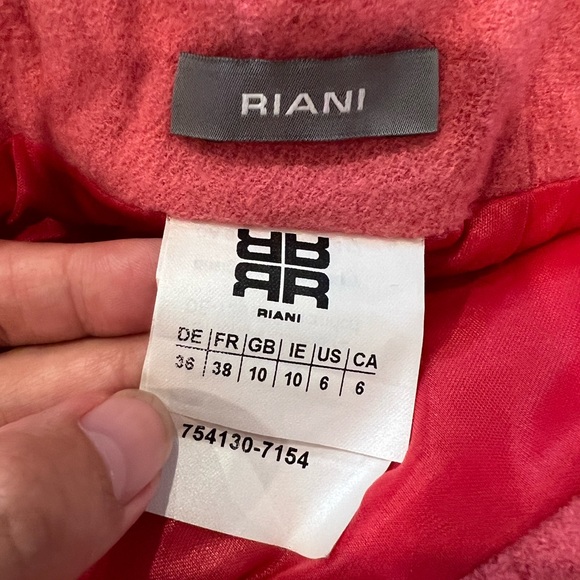 RIANI
RIANI
DE FR GB IE US CA
36 38 10 10 6 6
754130-7154